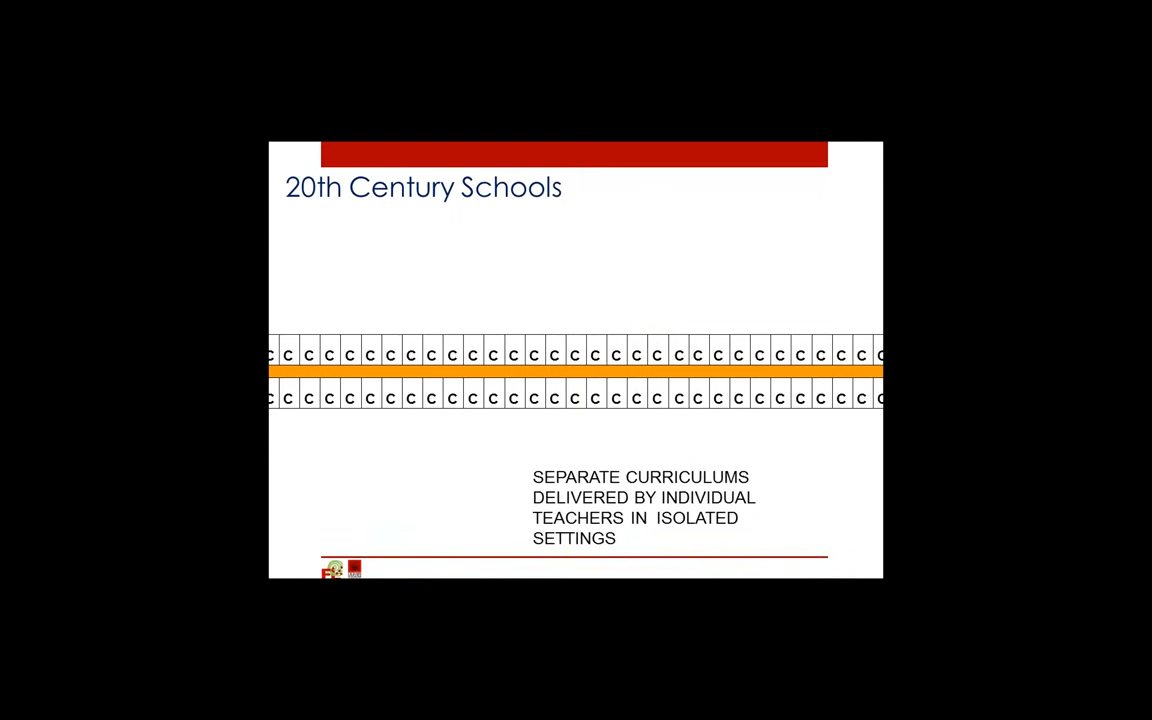 20th Century Schools
C C C C C C C C C C C C C C C C C C C C C C C C C C C C C C C
C C C C C C C C C C C C C C C C C C C C C C C C C C C C C C C
SEPARATE CURRICULUMS
DELIVERED BY INDIVIDUAL
TEACHERS IN ISOLATED
SETTINGS